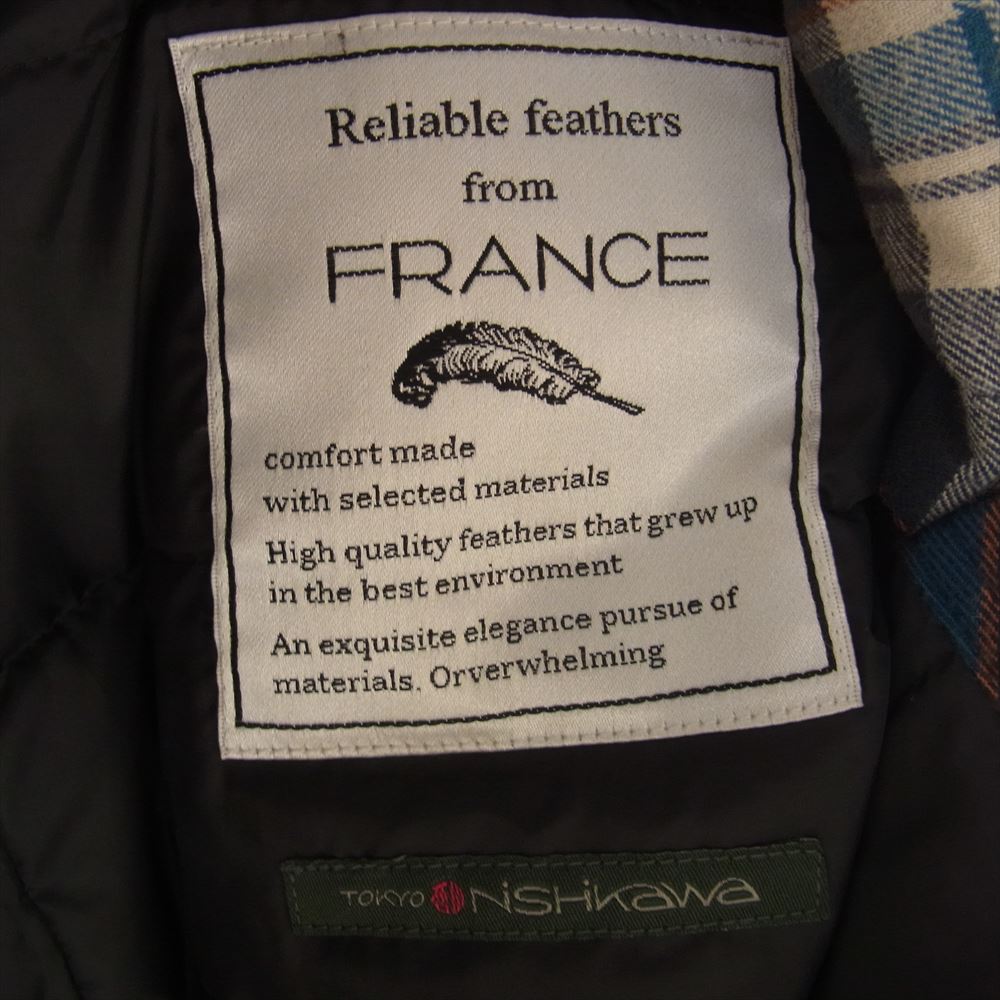 Reliable feathers
from
FRANCE
comfort made
with selected materials
High quality feathers that grew up
in the best environment
An exquisite elegance pursue of
materials. Orverwhelming
TOKYO NiSHiKaWa